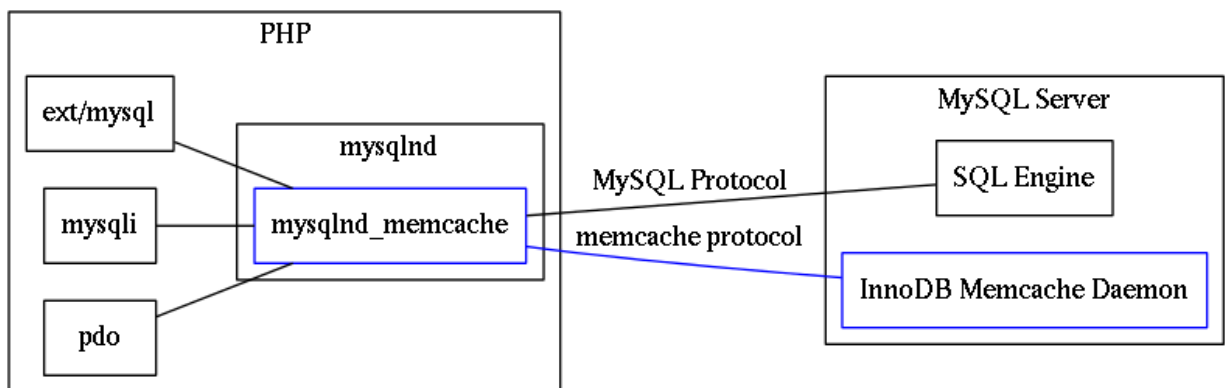 PHP
ext/mysql
mysqli
pdo
mysqlnd
mysqlnd_memcache
MySQL Protocol
memcache protocol
MySQL Server
SQL Engine
InnoDB Memcache Daemon